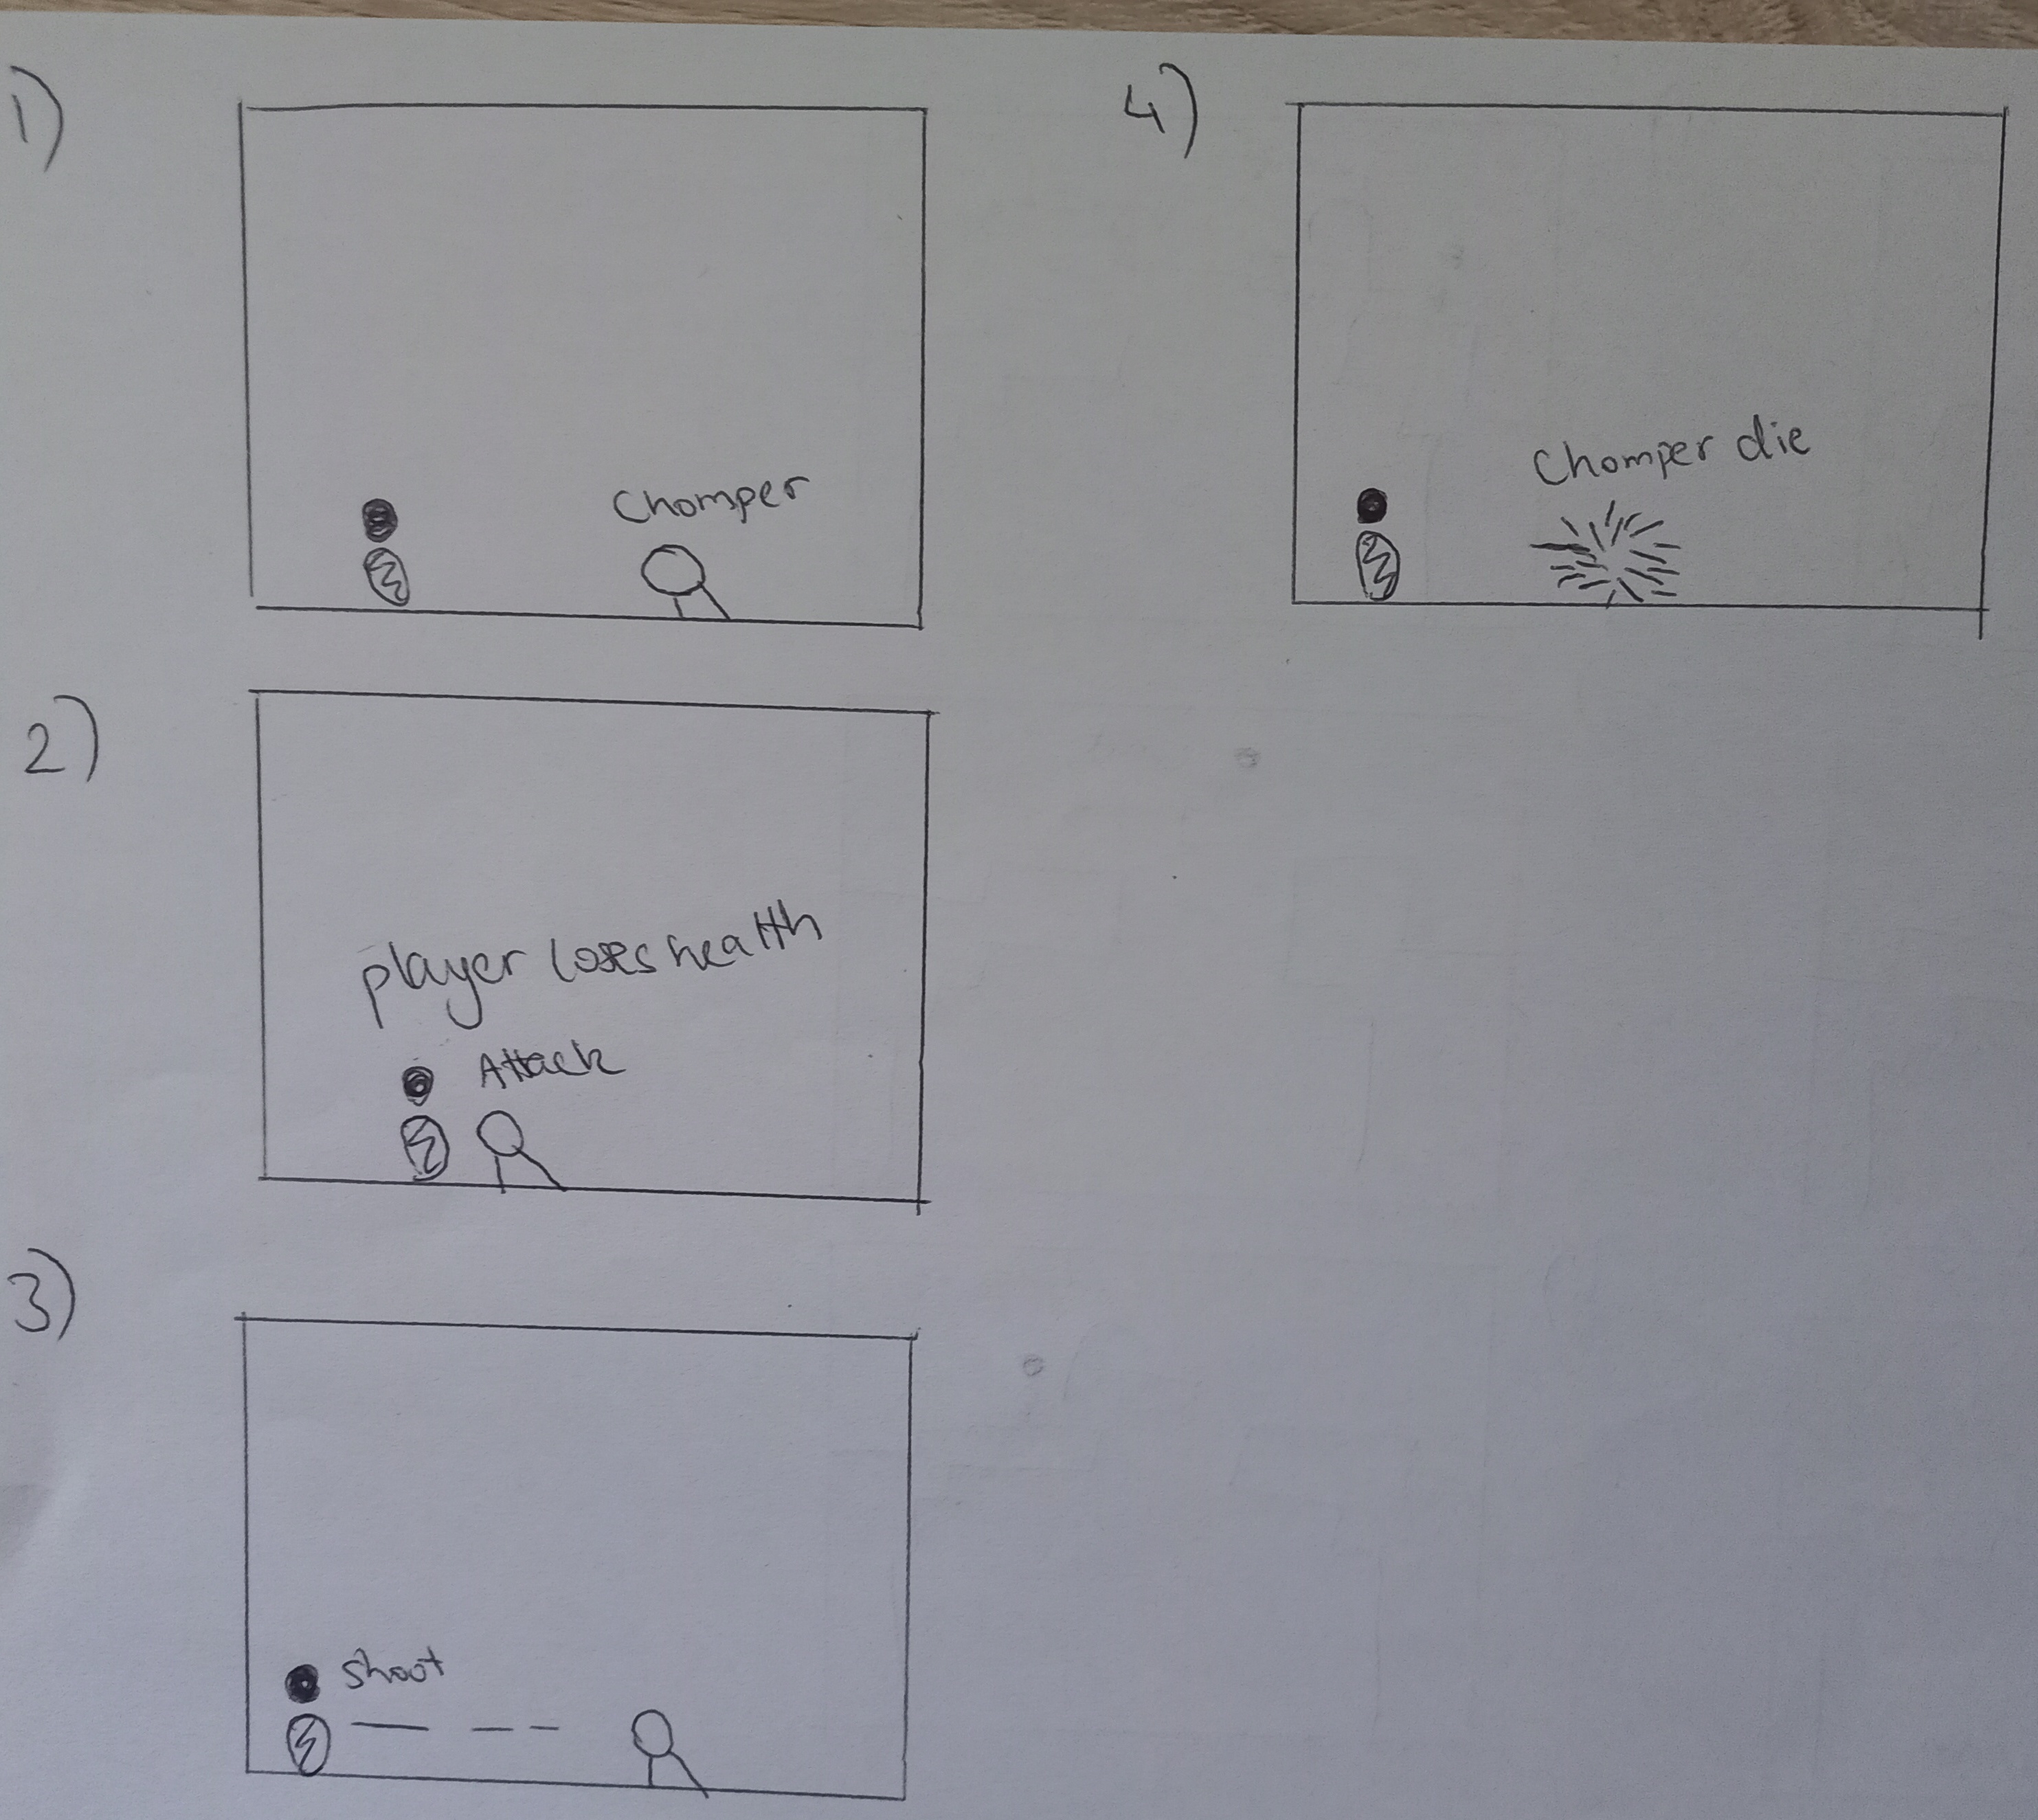 1)
Chomper
2)
player loses health
Attack
3)
Shoot
4)
Chomper die